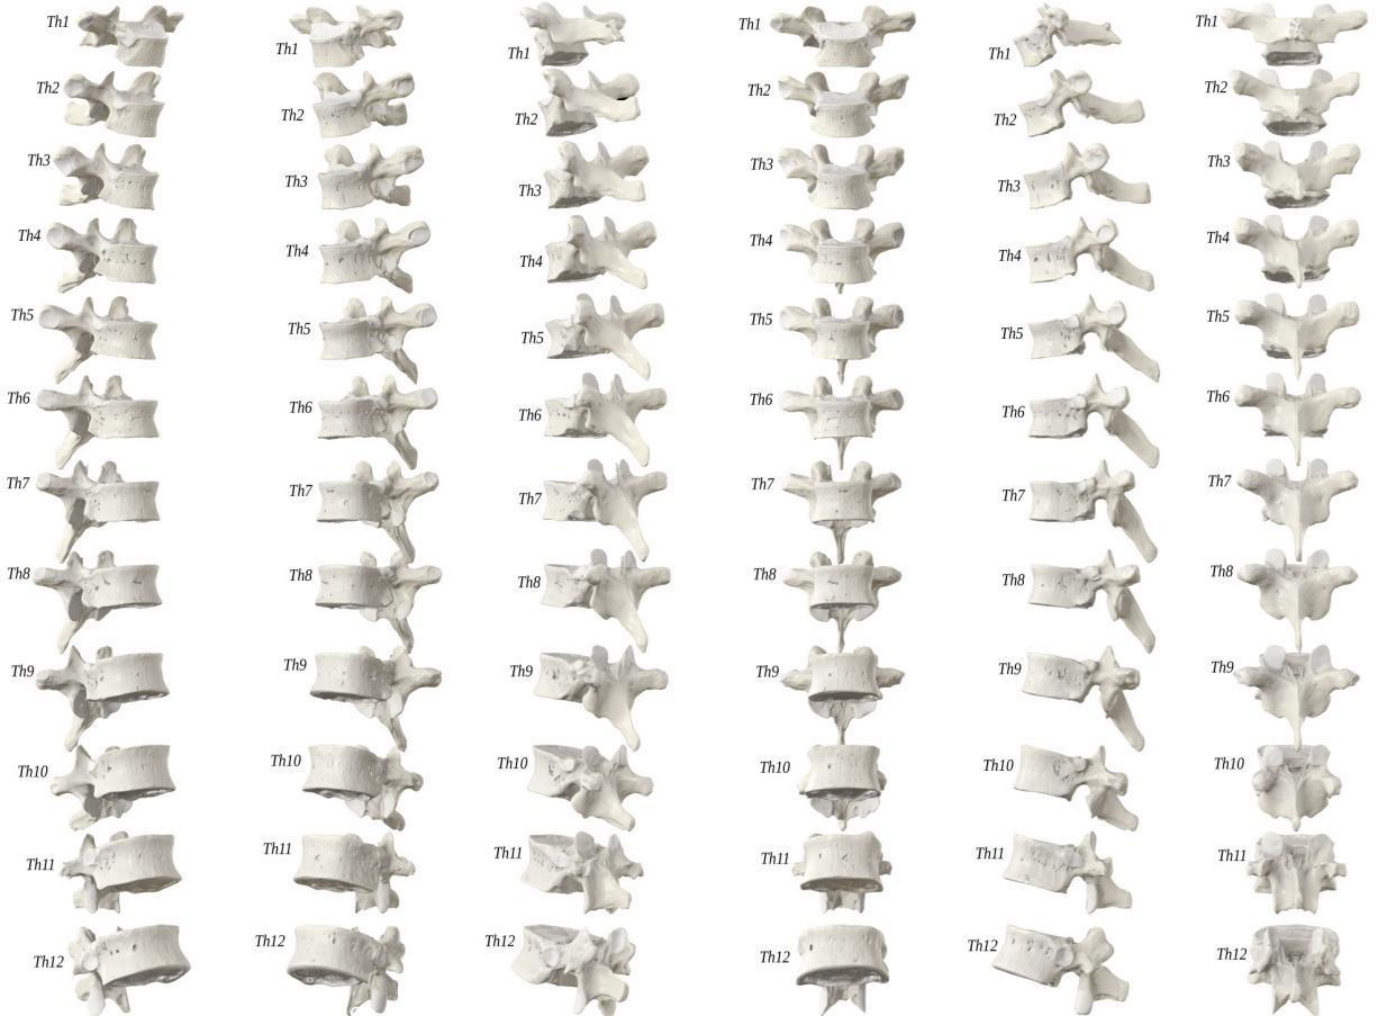 Th1 Th1 Th1 Th1 Th1 Th1
Th2 Th2 Th2 Th2 Th2 Th2
Th3 Th3 Th3 Th3 Th3 Th3
Th4 Th4 Th4 Th4 Th4 Th4
Th5 Th5 Th5 Th5 Th5 Th5
Th6 Th6 Th6 Th6 Th6 Th6
Th7 Th7 Th7 Th7 Th7 Th7
Th8 Th8 Th8 Th8 Th8 Th8
Th9 Th9 Th9 Th9 Th9 Th9
Th10 Th10 Th10 Th10 Th10 Th10
Th11 Th11 Th11 Th11 Th11 Th11
Th12 Th12 Th12 Th12 Th12 Th12